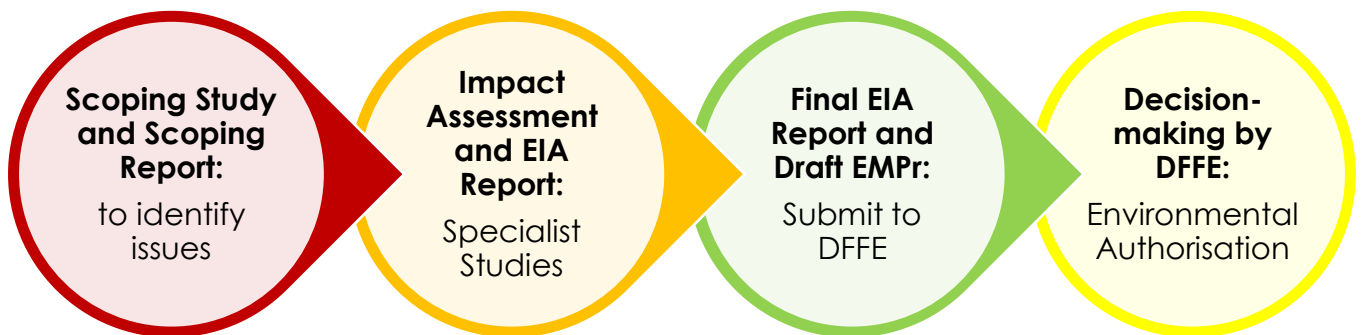 Scoping Study
and Scoping
Report:
to identify
issues
Impact
Assessment
and EIA
Report:
Specialist
Studies
Final EIA
Report and
Draft EMPr:
Submit to
DFFE
Decision-
making by
DFFE:
Environmental
Authorisation